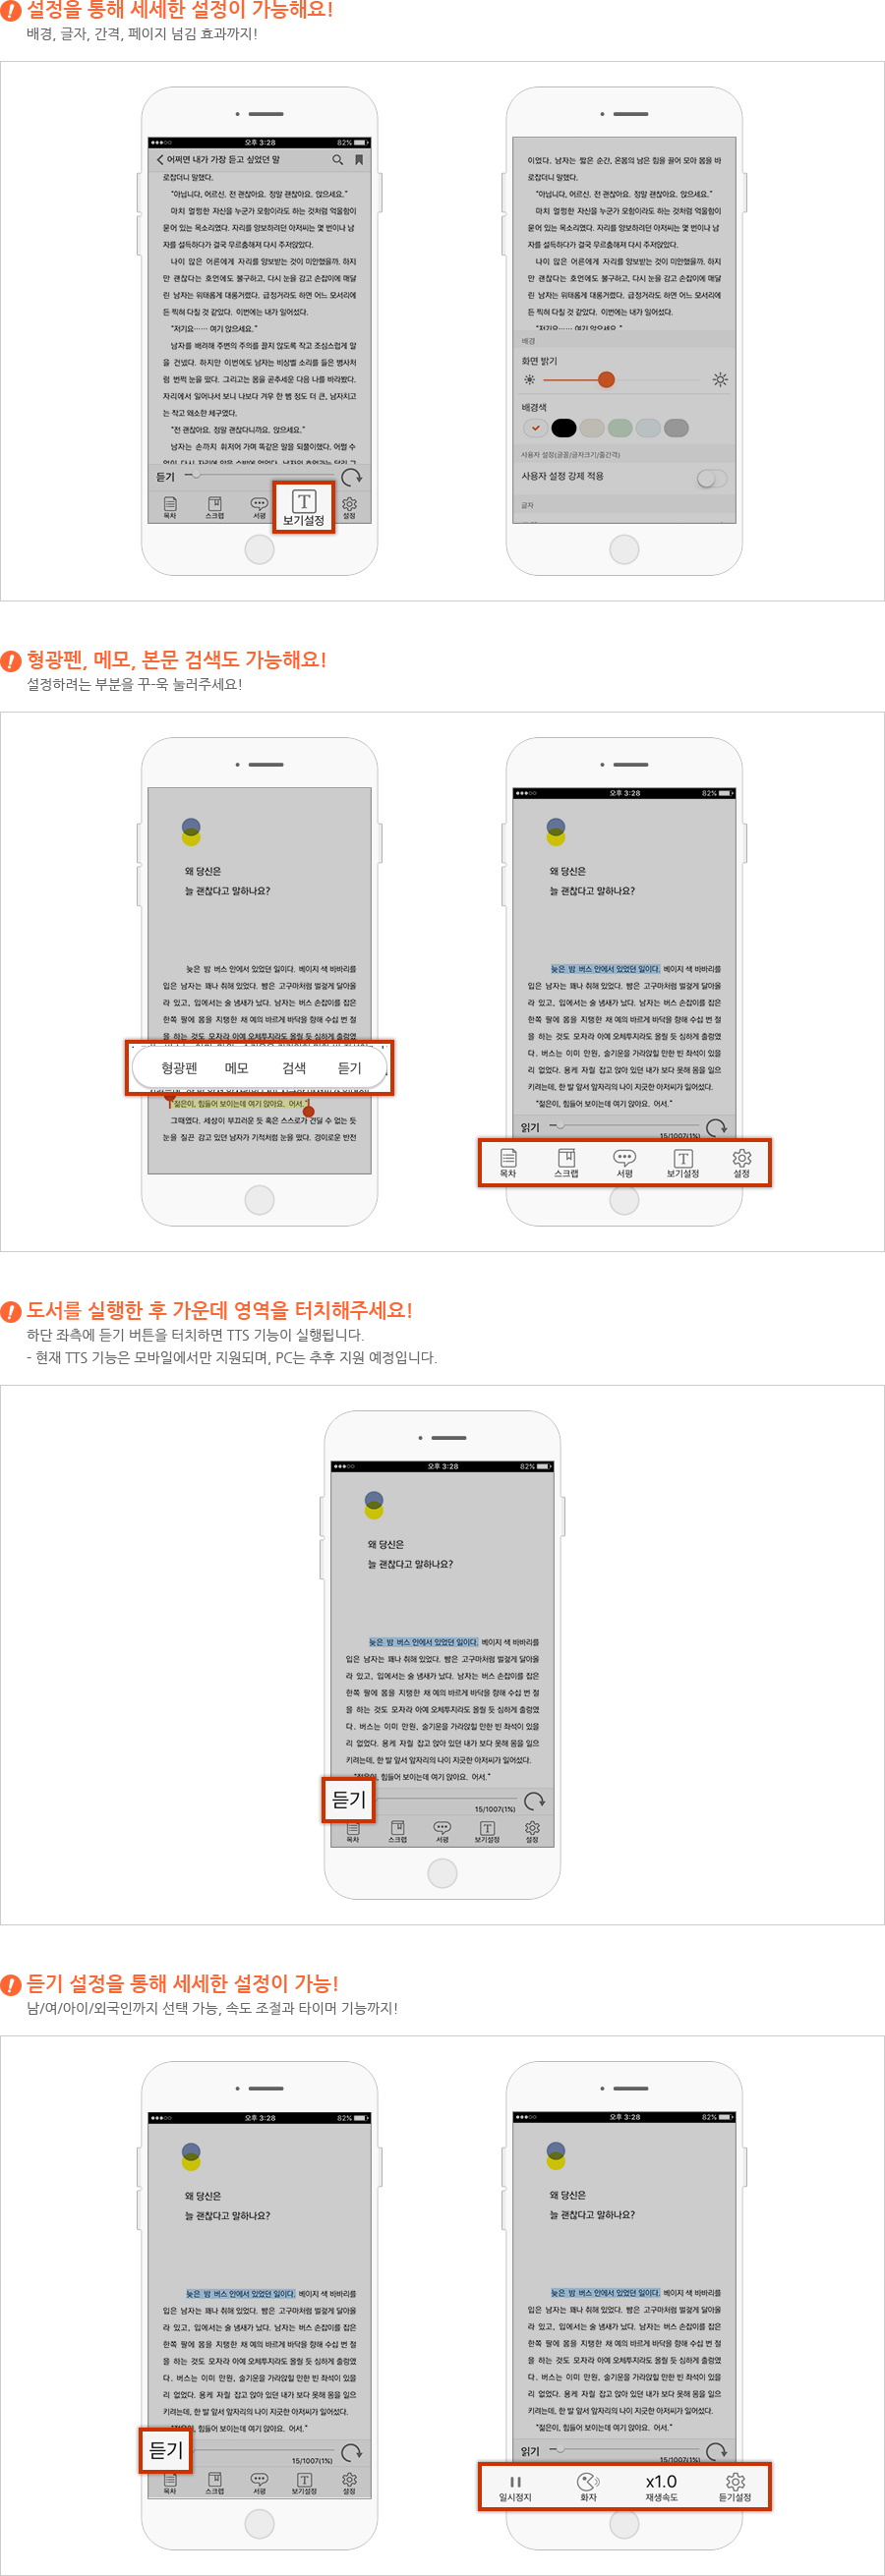 설정을 통해 세세한 설정이 가능해요!
배경, 글자, 간격, 페이지 넘김 효과까지!
오후 3:28
82%
어쩌면 내가 가장 듣고 싶었던 말
로잡더니 말했다.
"아닙니다, 어르신. 전 괜찮아요. 정말 괜찮아요. 앉으세요."
마치 멀쩡한 자신을 누군가 모함이라도 하는 것처럼 억울함이
묻어 있는 목소리였다. 자리를 양보하려던 아저씨는 몇 번이나 남
자를 설득하다가 결국 우르춤해져 다시 주저앉았다.
나이 많은 어른에게 자리를 양보받는 것이 미안했을까. 하지
만 괜찮다는 호언에도 불구하고, 다시 눈을 감고 손잡이에 매달
린 남자는 위태롭게 대롱거렸다. 급정거라도 하면 어느 모서리에
든 찍혀 다칠 것 같았다. 이번에는 내가 일어섰다.
"저기요…… 여기 앉으세요."
남자를 배려해 주변의 주의를 끌지 않도록 작고 조심스럽게 말
을 건넸다. 하지만 이번에도 남자는 비상벨 소리를 들은 병사처
럼 번쩍 눈을 떴다. 그리고는 몸을 곧추세운 다음 나를 바라봤다.
자리에서 일어나서 보니 나보다 겨우 한 뼘 정도 더 큰, 남자치고
는 작고 왜소한 체구였다.
"전 괜찮아요. 정말 괜찮다니까요. 앉으세요."
남자는 손까지 휘저어 가며 똑같은 말을 되풀이했다. 어쩔 수
듣기
목차
스크랩
서평
보기설정
설정
이었다. 남자는 짧은 순간, 온몸의 남은 힘을 끌어 모아 몸을 바
로잡더니 말했다.
"아닙니다, 어르신. 전 괜찮아요. 정말 괜찮아요. 앉으세요."
마치 멀쩡한 자신을 누군가 모함이라도 하는 것처럼 억울함이
묻어 있는 목소리였다. 자리를 양보하려던 아저씨는 몇 번이나 남
자를 설득하다가 결국 우르춤해져 다시 주저앉았다.
나이 많은 어른에게 자리를 양보받는 것이 미안했을까. 하지
만 괜찮다는 호언에도 불구하고, 다시 눈을 감고 손잡이에 매달
린 남자는 위태롭게 대롱거렸다. 급정거라도 하면 어느 모서리에
든 찍혀 다칠 것 같았다. 이번에는 내가 일어섰다.
"저기요…… 여기 앉으세요."
배경
화면 밝기
배경색
사용자 설정(글꼴/글자크기/줄간격)
사용자 설정 강제 적용
글자
형광펜, 메모, 본문 검색도 가능해요!
설정하려는 부분을 꾸-욱 눌러주세요!
왜 당신은
늘 괜찮다고 말하나요?
늦은 밤 버스 안에서 있었던 일이다. 베이지 색 바바리를
입은 남자는 꽤나 취해 있었다. 뺨은 고구마처럼 벌겋게 달아올
라 있고, 입에서는 술 냄새가 났다. 남자는 버스 손잡이를 잡은
한쪽 팔에 몸을 지탱한 채 예의 바르게 바닥을 향해 수십 번 절
을 하는 것도 모자라 아예 오체투지라도 올릴 듯 심하게 출렁였
형광펜
메모
검색
듣기
"젊은이, 힘들어 보이는데 여기 앉아요. 어서."
그때였다. 세상이 부끄러운 듯 혹은 스스로가 견딜 수 없는 듯
눈을 질끈 감고 있던 남자가 기적처럼 눈을 떴다. 경이로운 반전
오후 3:28
82%
왜 당신은
늘 괜찮다고 말하나요?
늦은 밤 버스 안에서 있었던 일이다. 베이지 색 바바리를
입은 남자는 꽤나 취해 있었다. 뺨은 고구마처럼 벌겋게 달아올
라 있고, 입에서는 술 냄새가 났다. 남자는 버스 손잡이를 잡은
한쪽 팔에 몸을 지탱한 채 예의 바르게 바닥을 향해 수십 번 절
을 하는 것도 모자라 아예 오체투지라도 올릴 듯 심하게 출렁였
다. 버스는 이미 만원, 술기운을 가라앉힐 만한 빈 좌석이 있을
리 없었다. 용케 자릴 잡고 앉아 있던 내가 보다 못해 몸을 일으
키려는데, 한 발 앞서 앞자리의 나이 지긋한 아저씨가 일어섰다.
"젊은이, 힘들어 보이는데 여기 앉아요. 어서."
읽기
15/1007(1%)
목차
스크랩
서평
보기설정
설정
도서를 실행한 후 가운데 영역을 터치해주세요!
하단 좌측에 듣기 버튼을 터치하면 TTS 기능이 실행됩니다.
- 현재 TTS 기능은 모바일에서만 지원되며, PC는 추후 지원 예정입니다.
오후 3:28
82%
왜 당신은
늘 괜찮다고 말하나요?
늦은 밤 버스 안에서 있었던 일이다. 베이지 색 바바리를
입은 남자는 꽤나 취해 있었다. 뺨은 고구마처럼 벌겋게 달아올
라 있고, 입에서는 술 냄새가 났다. 남자는 버스 손잡이를 잡은
한쪽 팔에 몸을 지탱한 채 예의 바르게 바닥을 향해 수십 번 절
을 하는 것도 모자라 아예 오체투지라도 올릴 듯 심하게 출렁였
다. 버스는 이미 만원, 술기운을 가라앉힐 만한 빈 좌석이 있을
리 없었다. 용케 자릴 잡고 앉아 있던 내가 보다 못해 몸을 일으
키려는데, 한 발 앞서 앞자리의 나이 지긋한 아저씨가 일어섰다.
"젊은이, 힘들어 보이는데 여기 앉아요. 어서."
듣기
15/1007(1%)
목차
스크랩
서평
보기설정
설정
듣기 설정을 통해 세세한 설정이 가능!
남/여/아이/외국인까지 선택 가능, 속도 조절과 타이머 기능까지!
오후 3:28
82%
왜 당신은
늘 괜찮다고 말하나요?
늦은 밤 버스 안에서 있었던 일이다. 베이지 색 바바리를
입은 남자는 꽤나 취해 있었다. 뺨은 고구마처럼 벌겋게 달아올
라 있고, 입에서는 술 냄새가 났다. 남자는 버스 손잡이를 잡은
한쪽 팔에 몸을 지탱한 채 예의 바르게 바닥을 향해 수십 번 절
을 하는 것도 모자라 아예 오체투지라도 올릴 듯 심하게 출렁였
다. 버스는 이미 만원, 술기운을 가라앉힐 만한 빈 좌석이 있을
리 없었다. 용케 자릴 잡고 앉아 있던 내가 보다 못해 몸을 일으
키려는데, 한 발 앞서 앞자리의 나이 지긋한 아저씨가 일어섰다.
"젊은이, 힘들어 보이는데 여기 앉아요. 어서."
듣기
15/1007(1%)
목차
스크랩
서평
보기설정
설정
오후 3:28
82%
왜 당신은
늘 괜찮다고 말하나요?
늦은 밤 버스 안에서 있었던 일이다. 베이지 색 바바리를
입은 남자는 꽤나 취해 있었다. 뺨은 고구마처럼 벌겋게 달아올
라 있고, 입에서는 술 냄새가 났다. 남자는 버스 손잡이를 잡은
한쪽 팔에 몸을 지탱한 채 예의 바르게 바닥을 향해 수십 번 절
을 하는 것도 모자라 아예 오체투지라도 올릴 듯 심하게 출렁였
다. 버스는 이미 만원, 술기운을 가라앉힐 만한 빈 좌석이 있을
리 없었다. 용케 자릴 잡고 앉아 있던 내가 보다 못해 몸을 일으
키려는데, 한 발 앞서 앞자리의 나이 지긋한 아저씨가 일어섰다.
"젊은이, 힘들어 보이는데 여기 앉아요. 어서."
읽기
15/1007(1%)
일시정지
화자
x1.0
재생속도
듣기설정